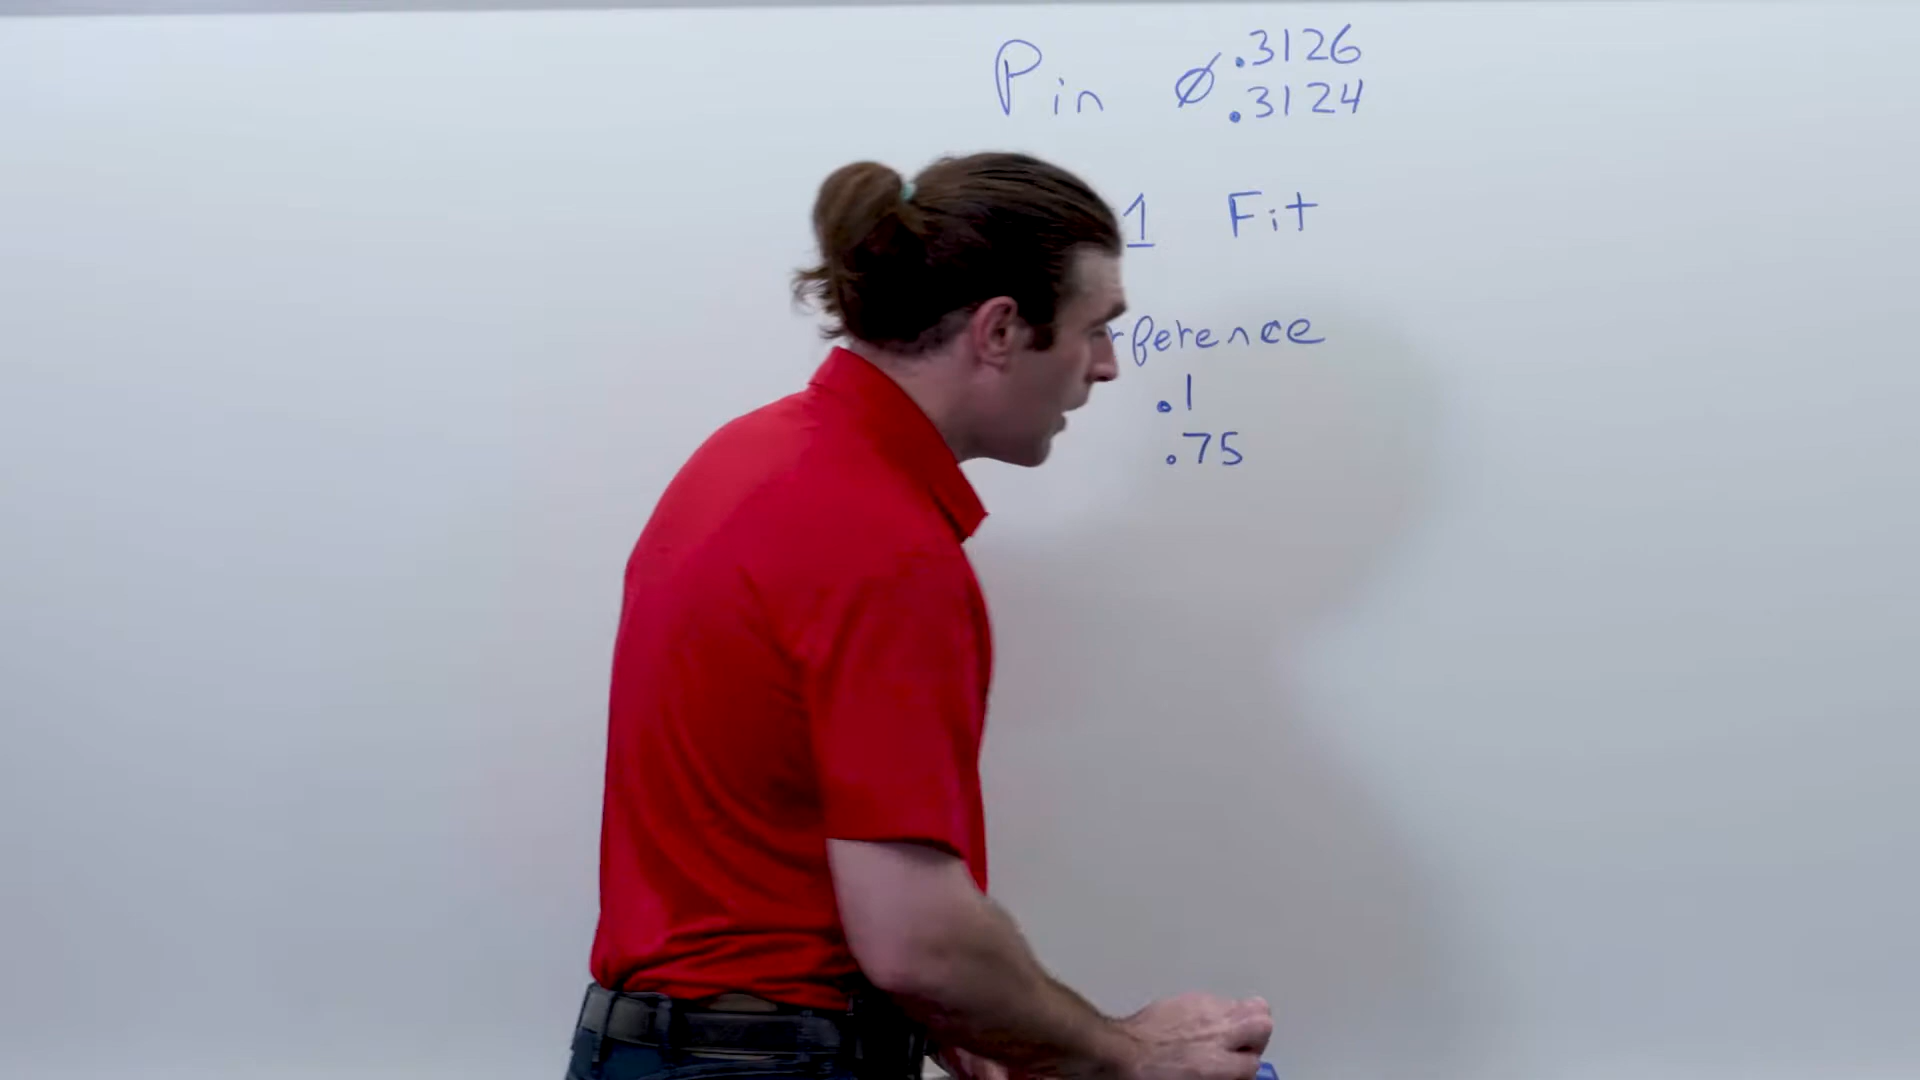 Pin ⌀ .3126
.3124
1 Fit
rference
.1
.75